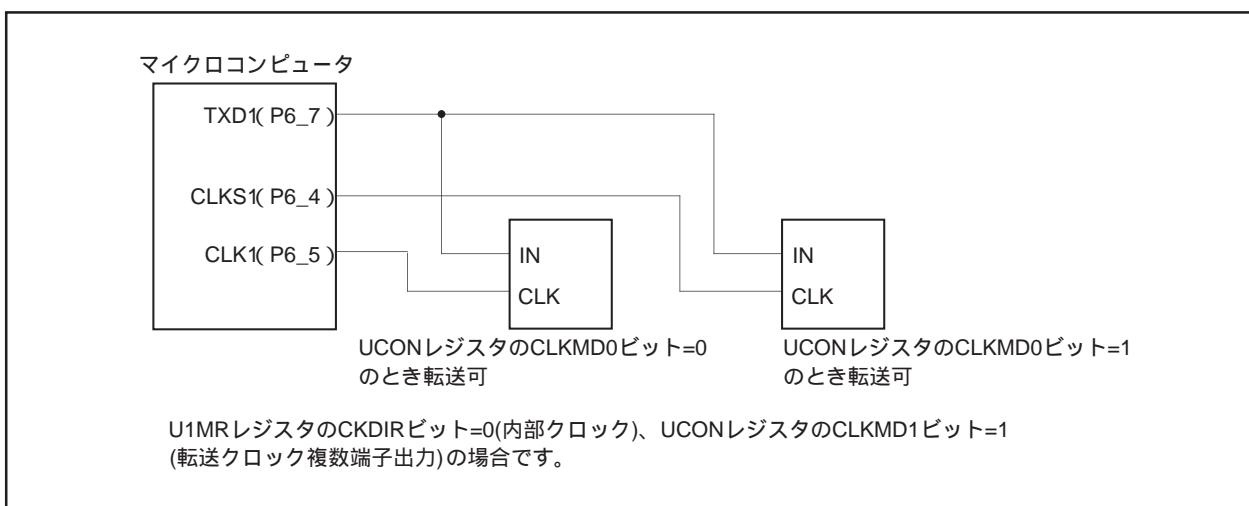 マイクロコンピュータ
TXD1( P6_7 )
CLKS1( P6_4 )
CLK1( P6_5 )
IN
CLK
IN
CLK
UCONレジスタのCLKMD0ビット=0
のとき転送可
UCONレジスタのCLKMD0ビット=1
のとき転送可
U1MRレジスタのCKDIRビット=0(内部クロック)、UCONレジスタのCLKMD1ビット=1
(転送クロック複数端子出力)の場合です。